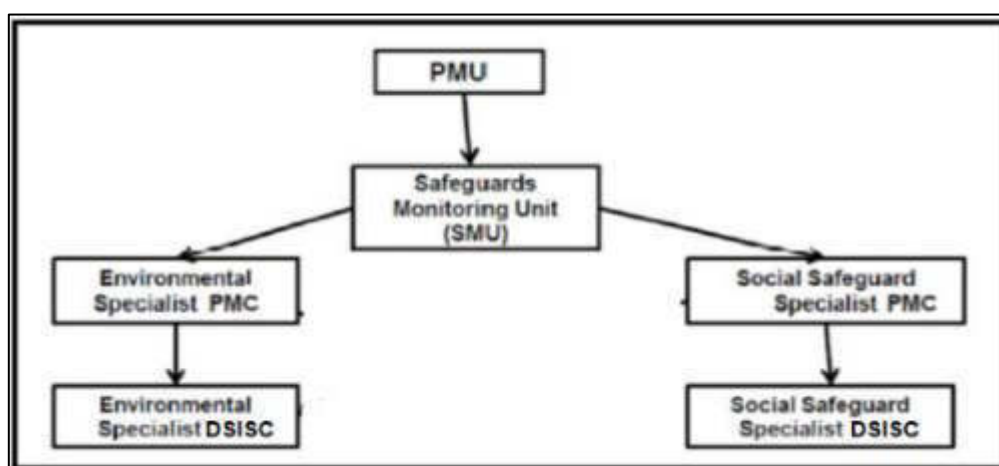 PMU
Safeguards
Monitoring Unit
(SMU)
Environmental
Specialist PMC
Social Safeguard
Specialist PMC
Environmental
Specialist DSISC
Social Safeguard
Specialist DSISC